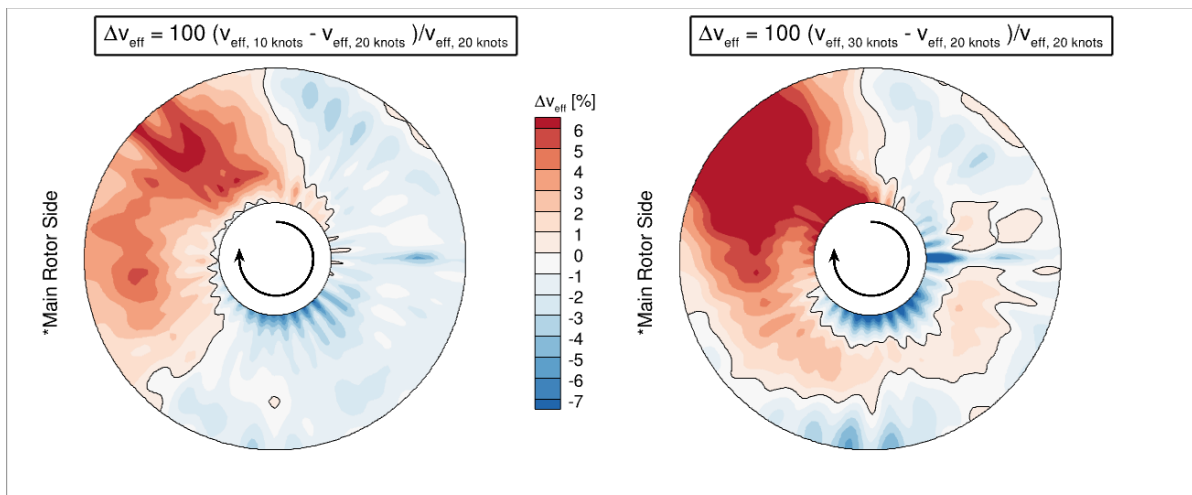 Δv_eff = 100 (v_eff, 10 knots - v_eff, 20 knots )/v_eff, 20 knots
Δv_eff = 100 (v_eff, 30 knots - v_eff, 20 knots )/v_eff, 20 knots
*Main Rotor Side
Δv_eff [%]
6
5
4
3
2
1
0
-1
-2
-3
-4
-5
-6
-7
*Main Rotor Side